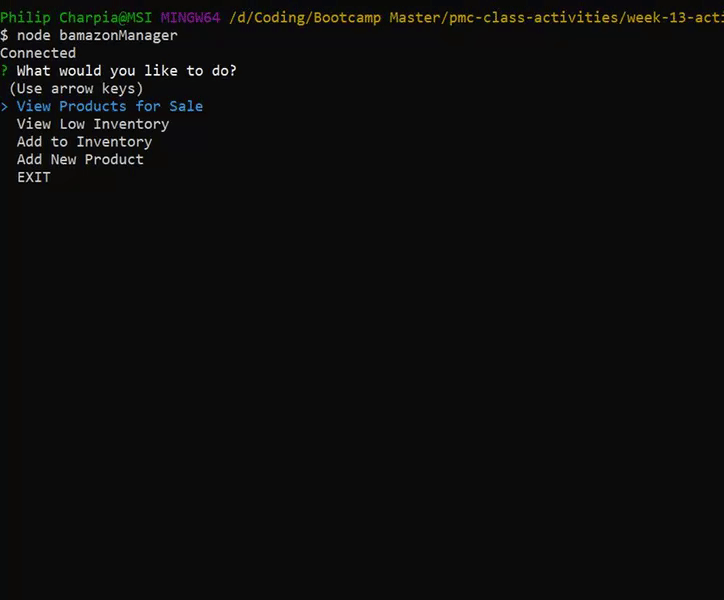 Philip Charpia@MSI MINGW64 /d/Coding/Bootcamp Master/pmc-class-activities/week-13-acti
$ node bamazonManager
Connected
? What would you like to do?
(Use arrow keys)
> View Products for Sale
View Low Inventory
Add to Inventory
Add New Product
EXIT